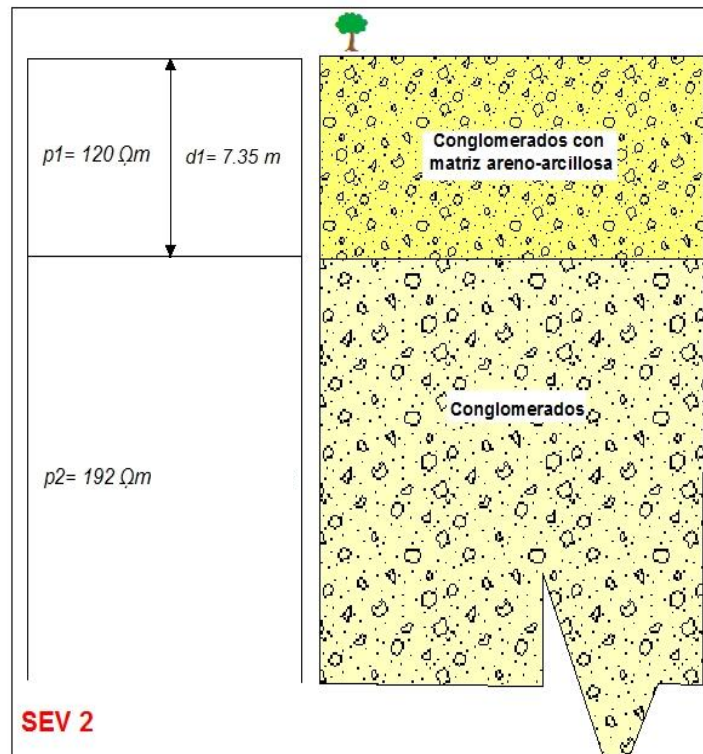 p1= 120 Ωm
d1= 7.35 m
Conglomerados con
matriz areno-arcillosa
Conglomerados
p2= 192 Ωm
SEV 2